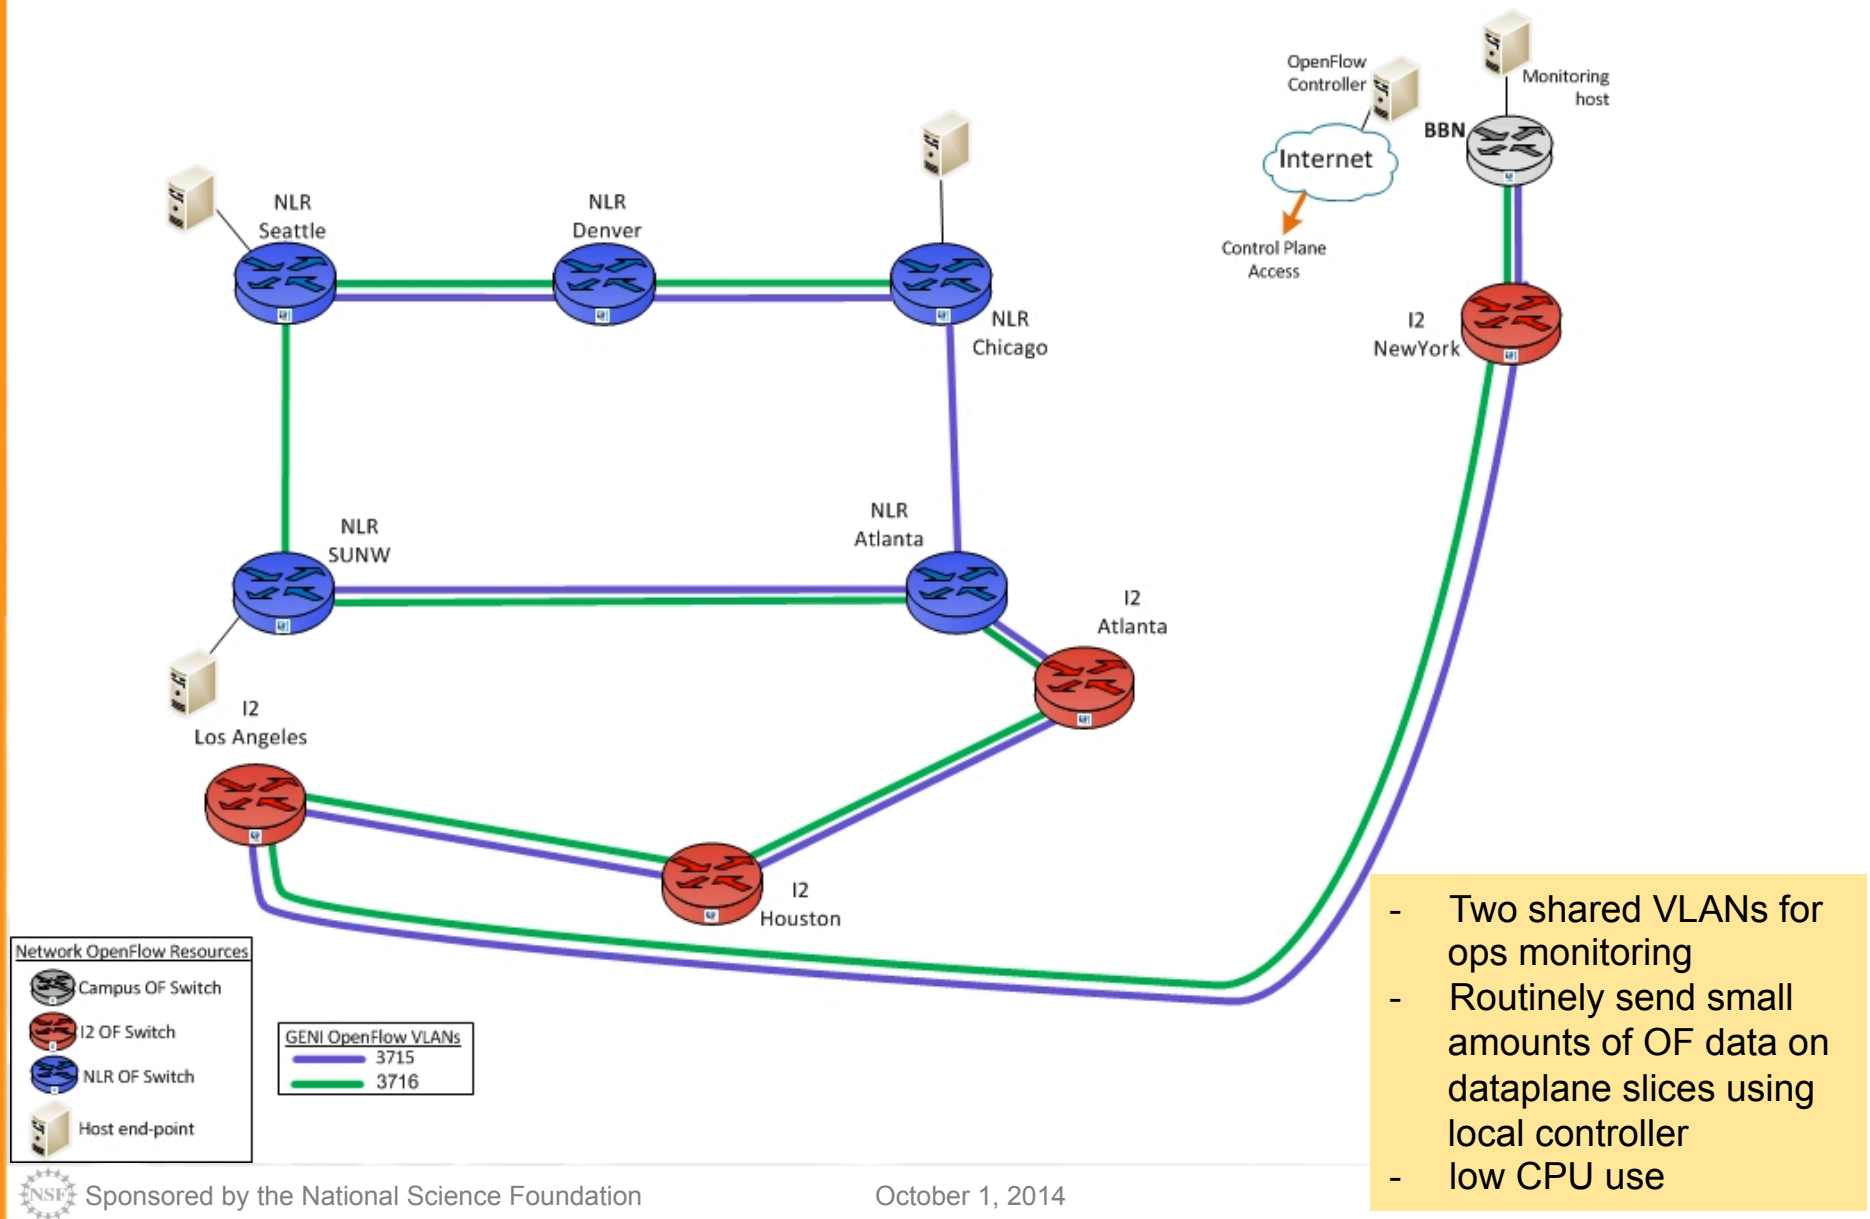 OpenFlow
Controller
Monitoring
host
BBN
Internet
Control Plane
Access
NLR
Seattle
NLR
Denver
NLR
Chicago
I2
NewYork
NLR
SUNW
NLR
Atlanta
I2
Atlanta
I2
Los Angeles
I2
Houston
Network OpenFlow Resources
Campus OF Switch
I2 OF Switch
NLR OF Switch
Host end-point
GENI OpenFlow VLANs
3715
3716
- Two shared VLANs for
ops monitoring
- Routinely send small
amounts of OF data on
dataplane slices using
local controller
- low CPU use
NSF
Sponsored by the National Science Foundation
October 1, 2014